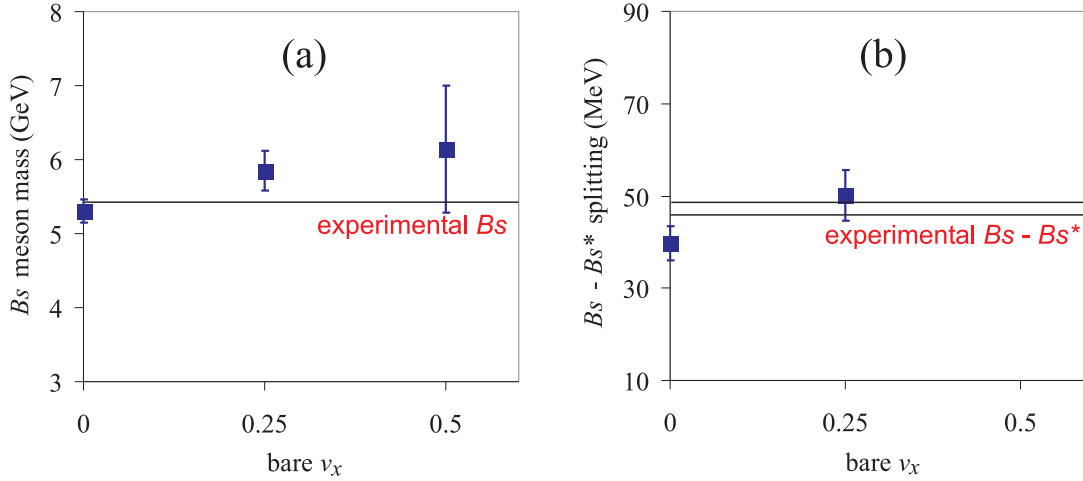 (a)
Bs meson mass (GeV)
8
7
6
5
4
3
experimental Bs
0
0.25
0.5
bare vx
(b)
Bs - Bs* splitting (MeV)
90
70
50
30
10
experimental Bs - Bs*
0
0.25
0.5
bare vx